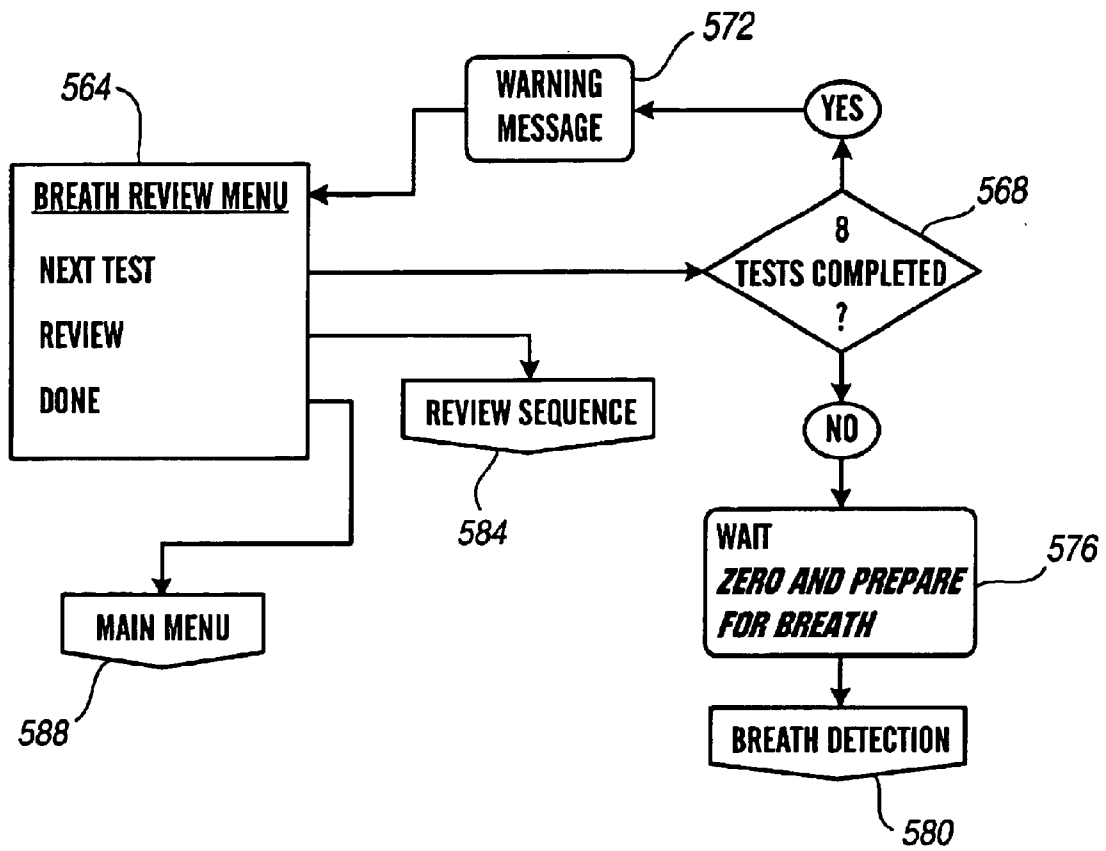 572
WARNING
MESSAGE
YES
564
BREATH REVIEW MENU
NEXT TEST
REVIEW
DONE
568
8
TESTS COMPLETED
?
REVIEW SEQUENCE
584
NO
WAIT
ZERO AND PREPARE
FOR BREATH
576
MAIN MENU
588
BREATH DETECTION
580